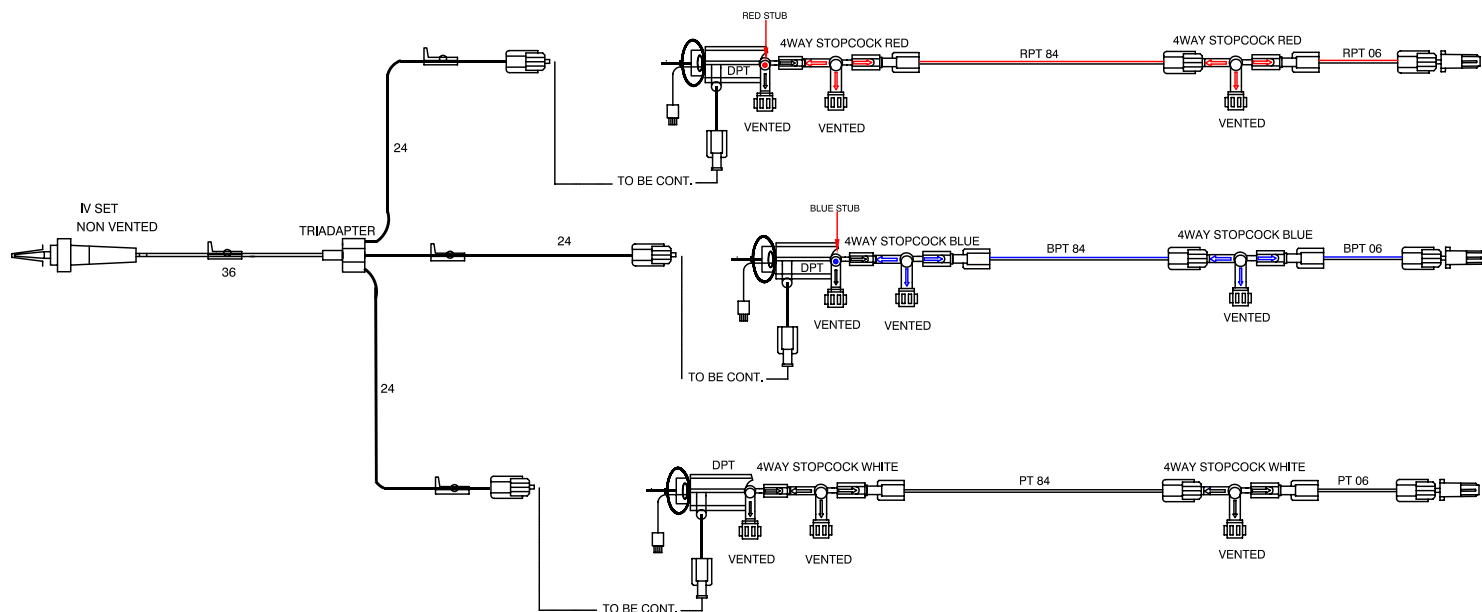 RED STUB
4WAY STOPCOCK RED
4WAY STOPCOCK RED
RPT 84
RPT 06
DPT
VENTED
VENTED
VENTED
24
TO BE CONT.
IV SET
NON VENTED
TRIADAPTER
36
24
BLUE STUB
4WAY STOPCOCK BLUE
4WAY STOPCOCK BLUE
BPT 84
BPT 06
DPT
VENTED
VENTED
VENTED
TO BE CONT.
24
DPT
4WAY STOPCOCK WHITE
4WAY STOPCOCK WHITE
PT 84
PT 06
VENTED
VENTED
VENTED
TO BE CONT.